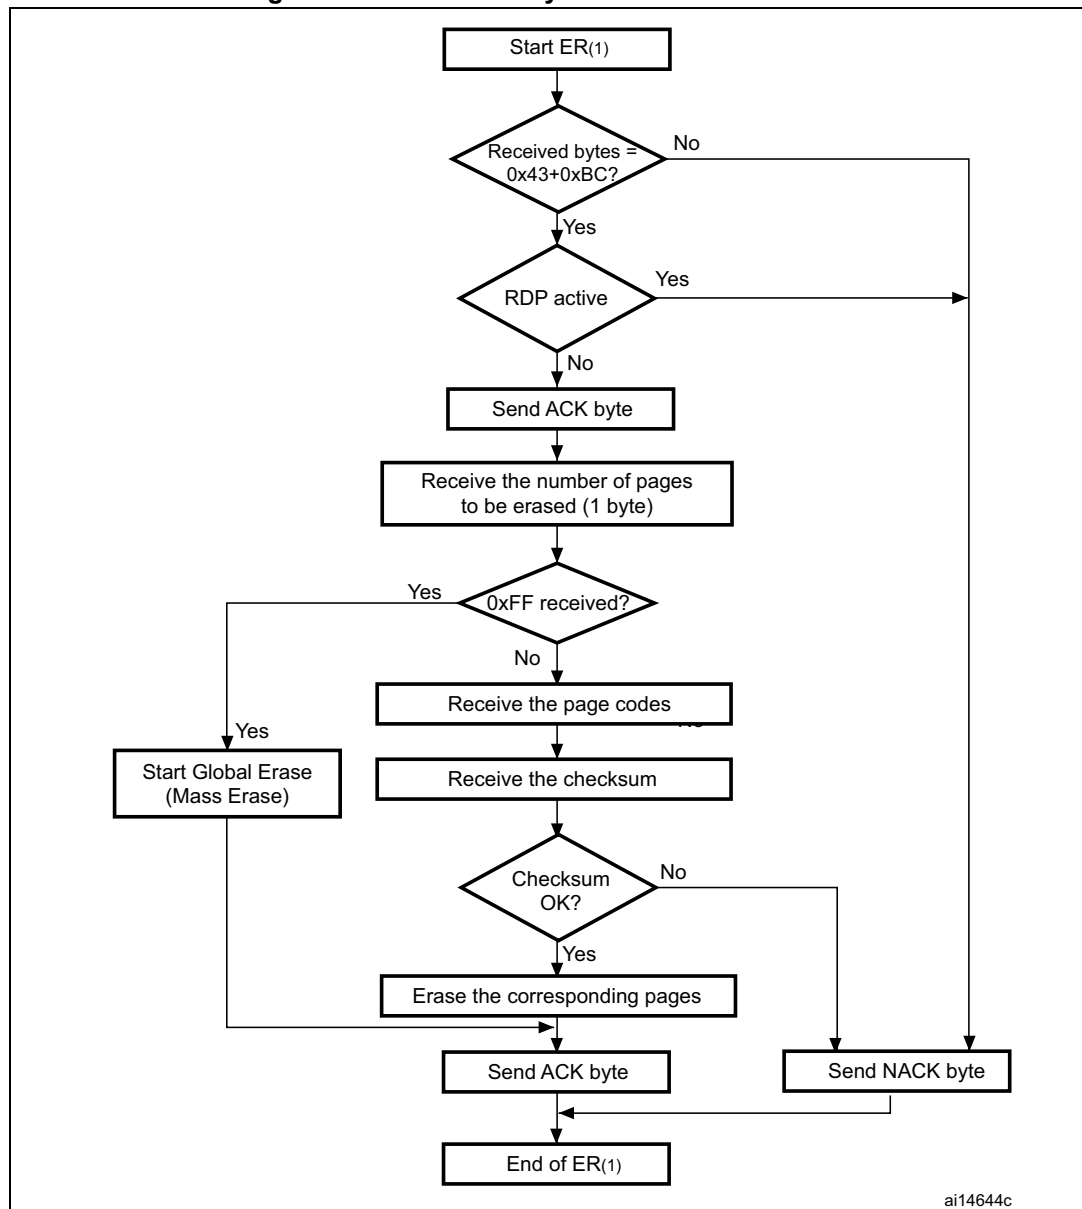 Start ER(1)
Received bytes =
0x43+0xBC?
No
Yes
RDP active
Yes
No
Send ACK byte
Receive the number of pages
to be erased (1 byte)
Yes
0xFF received?
No
Receive the page codes
Yes
Start Global Erase
(Mass Erase)
Receive the checksum
Checksum
OK?
No
Yes
Erase the corresponding pages
Send ACK byte
Send NACK byte
End of ER(1)
ai14644c